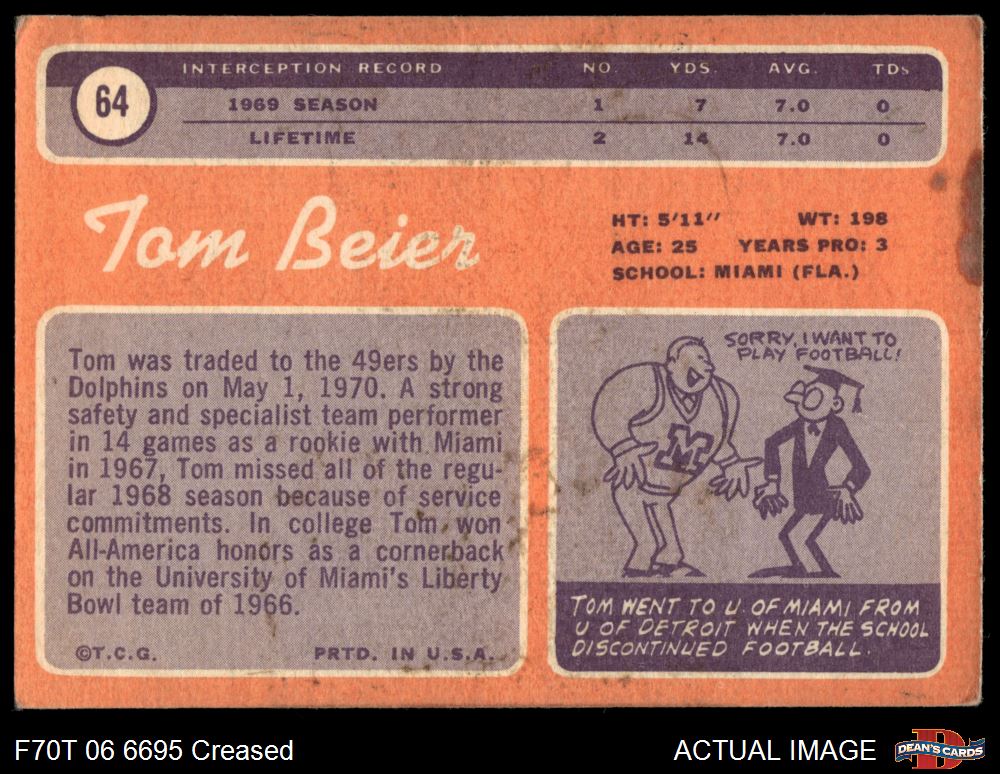 64
INTERCEPTION RECORD NO. YDS. AVG. TDs
1969 SEASON 1 7 7.0 0
LIFETIME 2 14 7.0 0
Tom Beier
HT: 5'11" WT: 198
AGE: 25 YEARS PRO: 3
SCHOOL: MIAMI (FLA.)
Tom was traded to the 49ers by the
Dolphins on May 1, 1970. A strong
safety and specialist team performer
in 14 games as a rookie with Miami
in 1967, Tom missed all of the regu-
lar 1968 season because of service
commitments. In college Tom won
All-America honors as a cornerback
on the University of Miami's Liberty
Bowl team of 1966.
©T.C.G. PRTD. IN U.S.A.
SORRY, I WANT TO
PLAY FOOTBALL!
M
TOM WENT TO U. OF MIAMI FROM
U OF DETROIT WHEN THE SCHOOL
DISCONTINUED FOOTBALL.
F70T 06 6695 Creased
ACTUAL IMAGE
D
DEAN'S CARDS